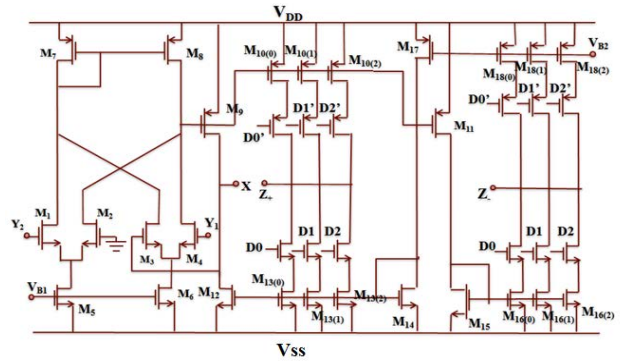 VDD
M7
M8
M10(0)
M10(1)
M10(2)
M17
M18(0)
M18(1)
M18(2)
VB2
M9
D0'
D1'
D2'
M11
D0'
D1'
D2'
X
Z+
Z-
Y2
M1
M2
M3
M4
Y1
D0
D1
D2
D0
D1
D2
VB1
M5
M6
M12
M13(0)
M13(1)
M13(2)
M14
M15
M16(0)
M16(1)
M16(2)
Vss